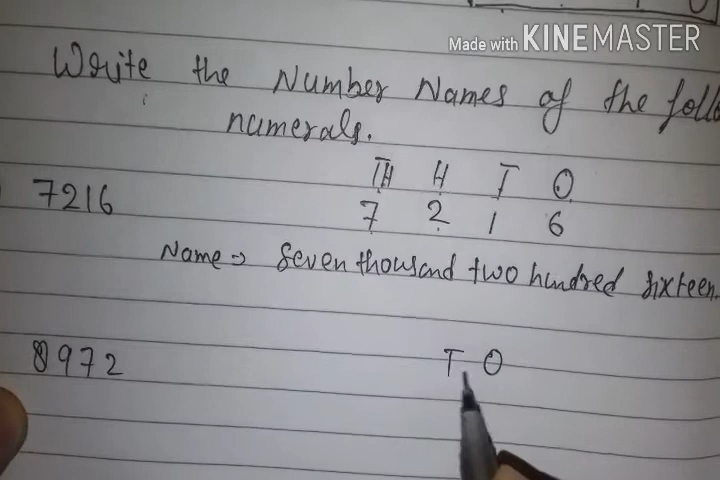 Made with KINEMASTER
Write the Number Names of the foll
numerals.
TH H T O
7216 7 2 1 6
Name => Seven thousand two hundred sixteen.
8972 T O